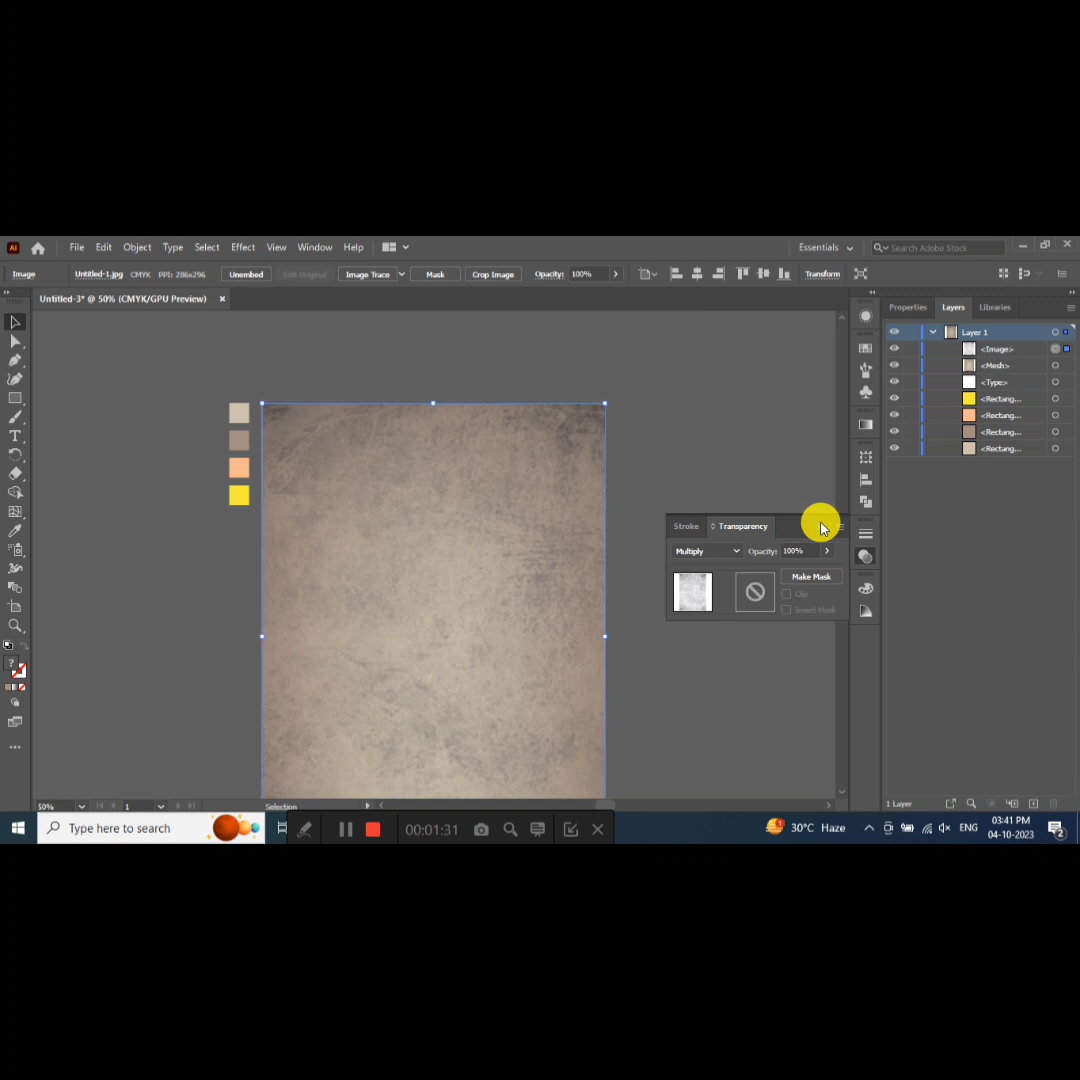 Ai File Edit Object Type Select Effect View Window Help Essentials Search Adobe Stock
Image Untitled-1.jpg CMYK PPI: 286x296 Unembed Edit Original Image Trace Mask Crop Image Opacity: 100% Transform
Untitled-3* @ 50% (CMYK/GPU Preview)
Properties Layers Libraries
Layer 1
<Image>
<Mesh>
<Type>
<Rectang...
<Rectang...
<Rectang...
<Rectang...
Stroke Transparency
Multiply Opacity: 100%
Make Mask
Clip
Invert Mask
?
50% 1 Selection
1 Layer
Type here to search
00:01:31
1
30°C Haze
ENG
03:41 PM
04-10-2023
2